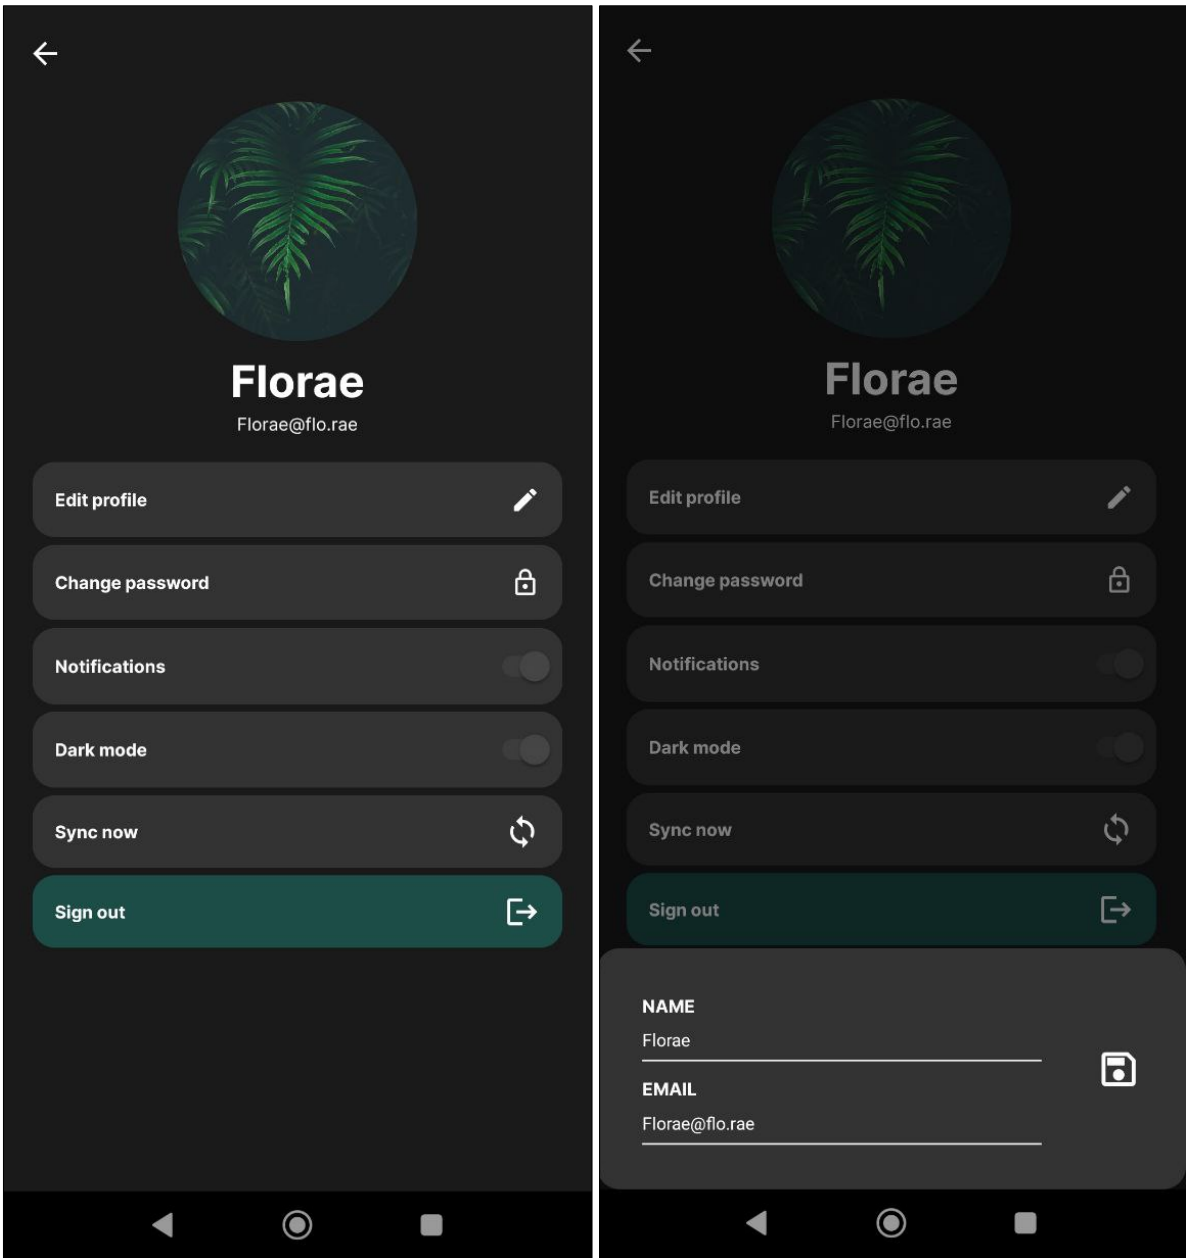 Florae
Florae@flo.rae
Edit profile
Change password
Notifications
Dark mode
Sync now
Sign out
Florae
Florae@flo.rae
Edit profile
Change password
Notifications
Dark mode
Sync now
Sign out
NAME
Florae
EMAIL
Florae@flo.rae